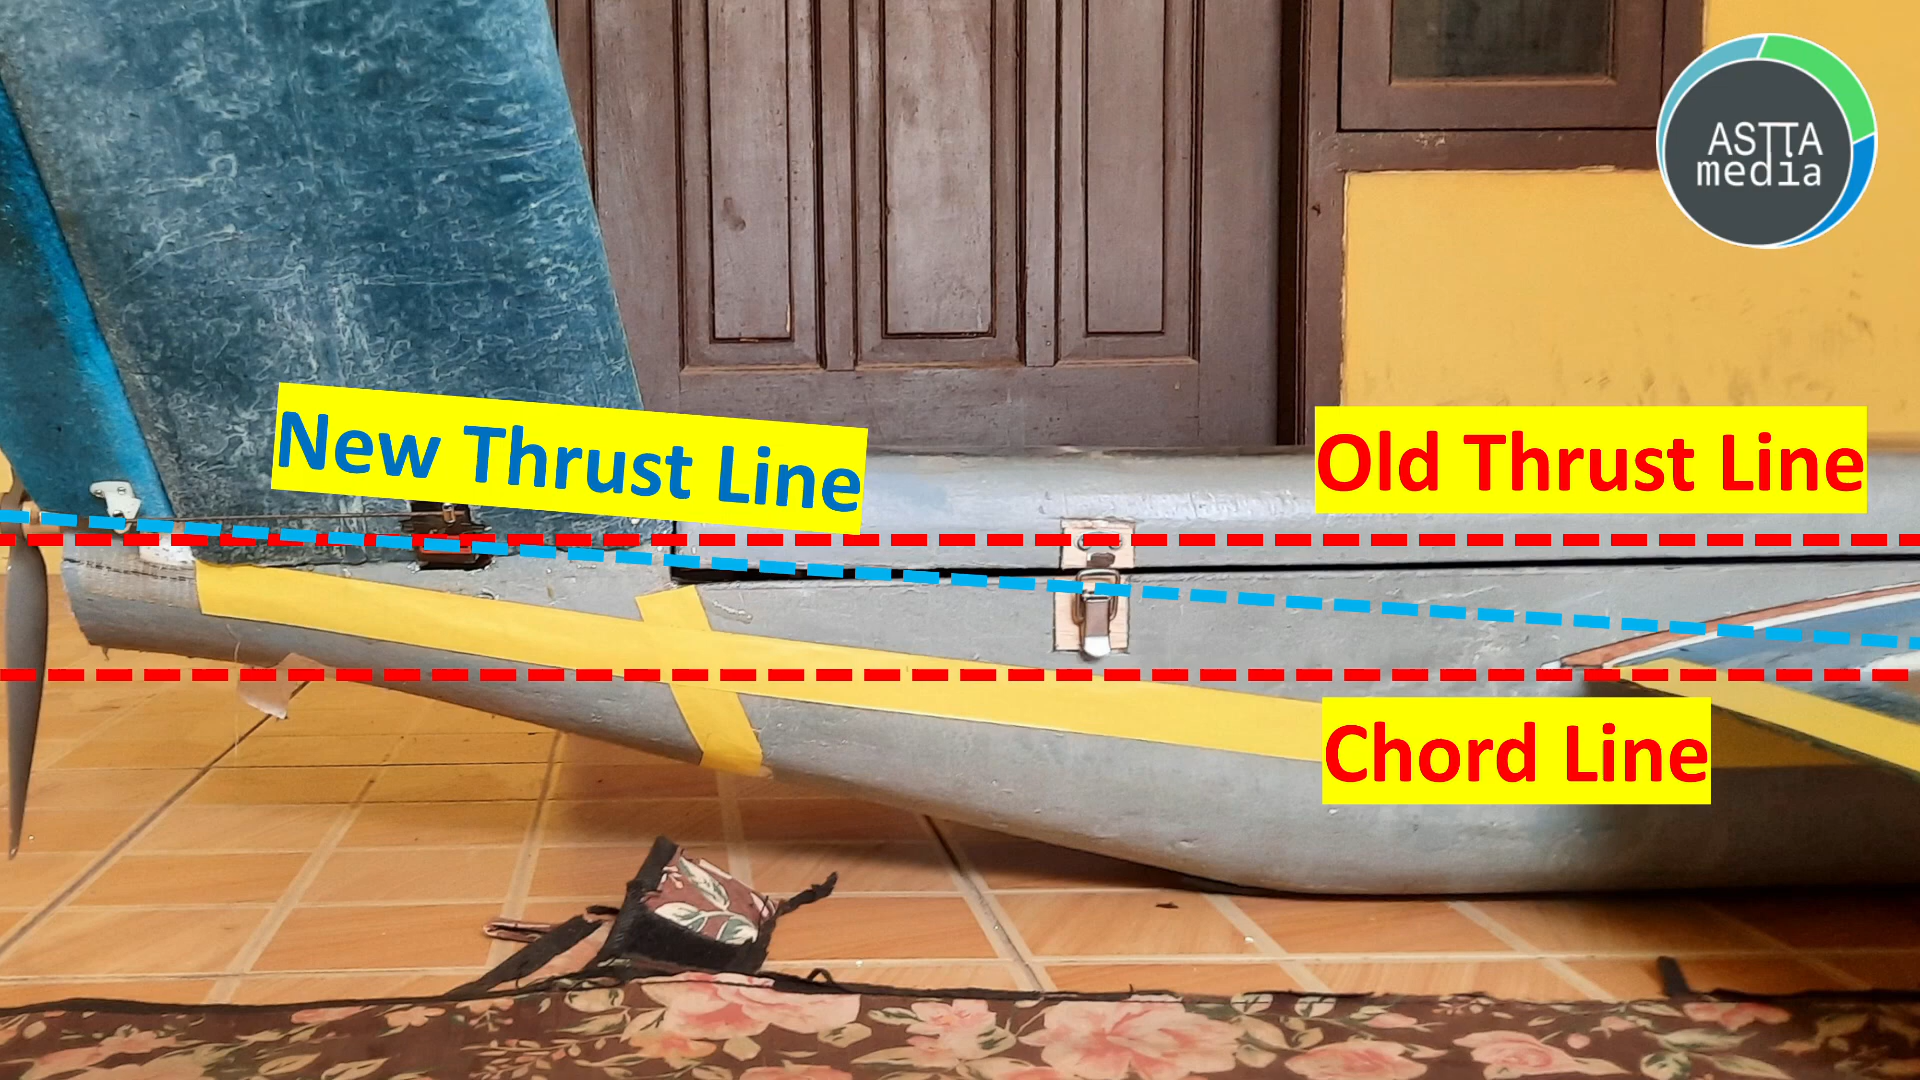 ASTTA
media
New Thrust Line
Old Thrust Line
Chord Line